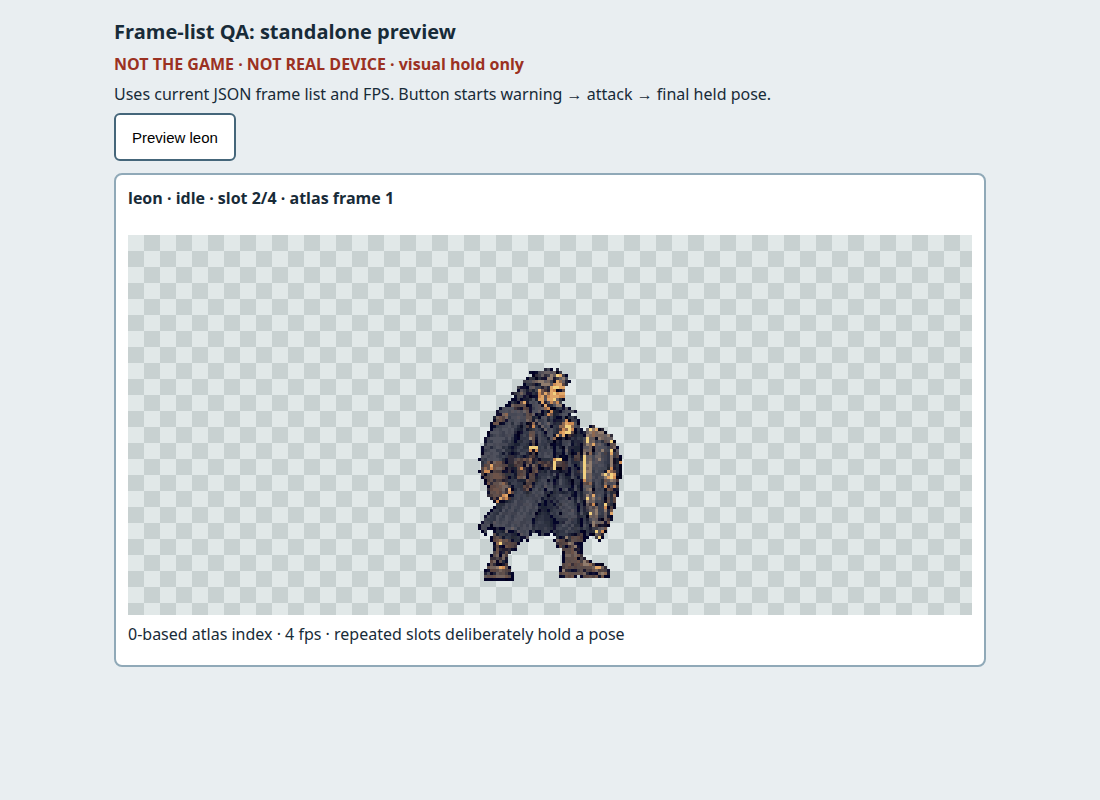 Frame-list QA: standalone preview
NOT THE GAME · NOT REAL DEVICE · visual hold only
Uses current JSON frame list and FPS. Button starts warning → attack → final held pose.
Preview leon
leon · idle · slot 2/4 · atlas frame 1
0-based atlas index · 4 fps · repeated slots deliberately hold a pose